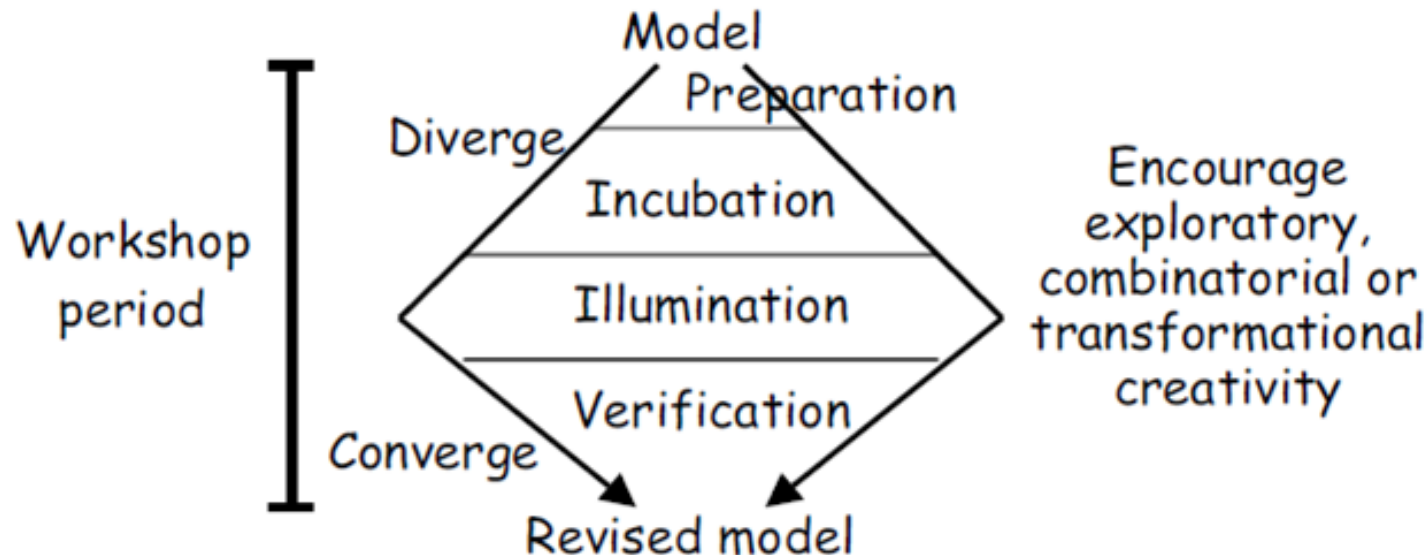 Model
Preparation
Diverge
Incubation
Workshop
period
Illumination
Verification
Converge
Revised model
Encourage
exploratory,
combinatorial or
transformational
creativity